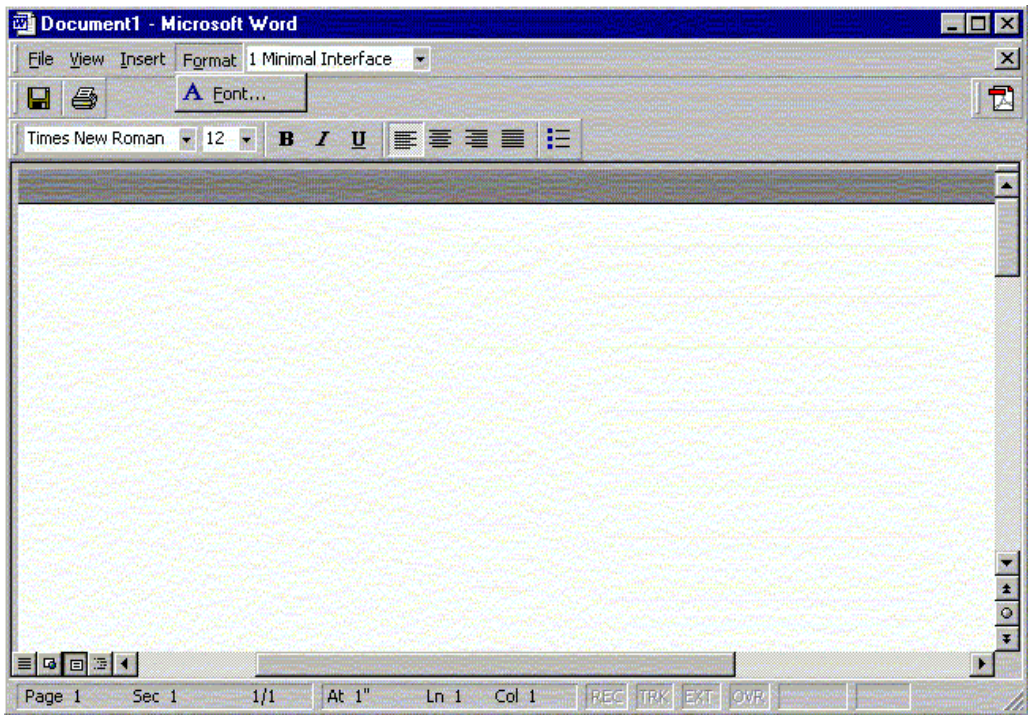 Document1 - Microsoft Word
File View Insert Format 1 Minimal Interface
A Font...
Times New Roman 12 B I U
Page 1 Sec 1 1/1 At 1" Ln 1 Col 1 REC TRK EXT OVR